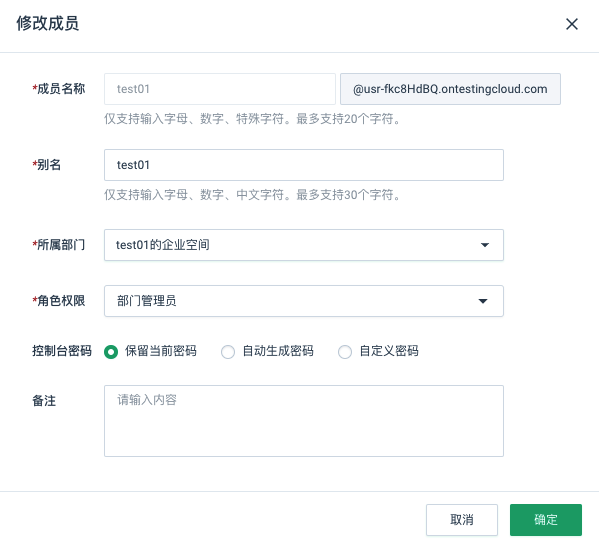 修改成员
*成员名称 test01 @usr-fkc8HdBQ.ontestingcloud.com
仅支持输入字母、数字、特殊字符。最多支持20个字符。
*别名 test01
仅支持输入字母、数字、中文字符。最多支持30个字符。
*所属部门 test01的企业空间
*角色权限 部门管理员
控制台密码 保留当前密码 自动生成密码 自定义密码
备注 请输入内容
取消 确定